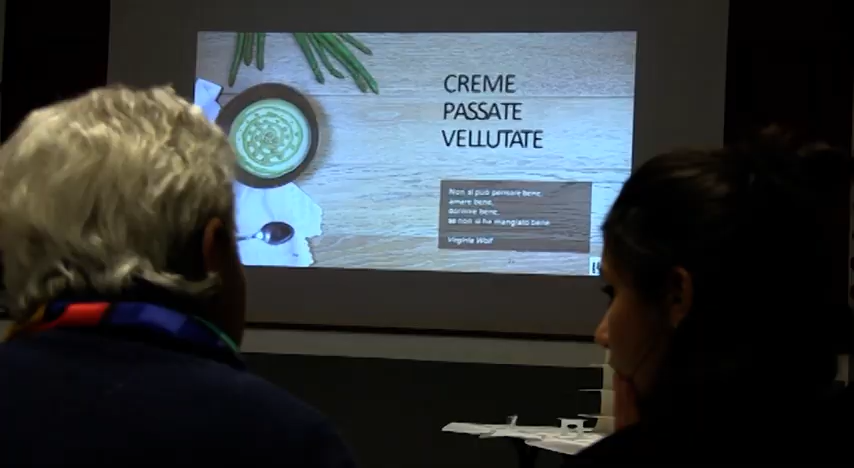 CREME
PASSATE
VELLUTATE
Non si può pensare bene,
amare bene,
dormire bene,
se non si ha mangiato bene
Virginia Wolf